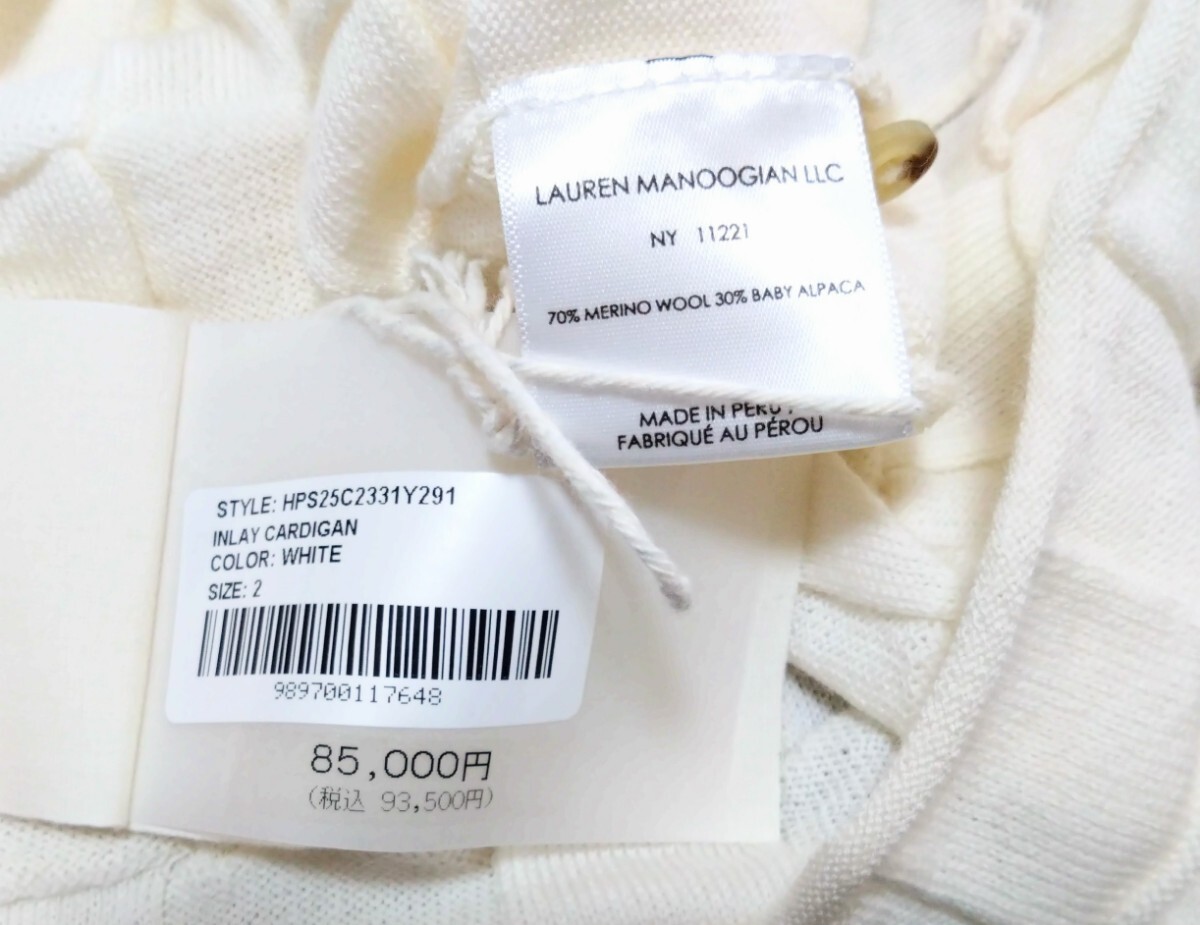 LAUREN MANOOGIAN LLC
NY 11221
70% MERINO WOOL 30% BABY ALPACA
MADE IN PERU
FABRIQUÉ AU PÉROU
STYLE: HPS25C2331Y291
INLAY CARDIGAN
COLOR: WHITE
SIZE: 2
989700117648
85,000円
(税込 93,500円)